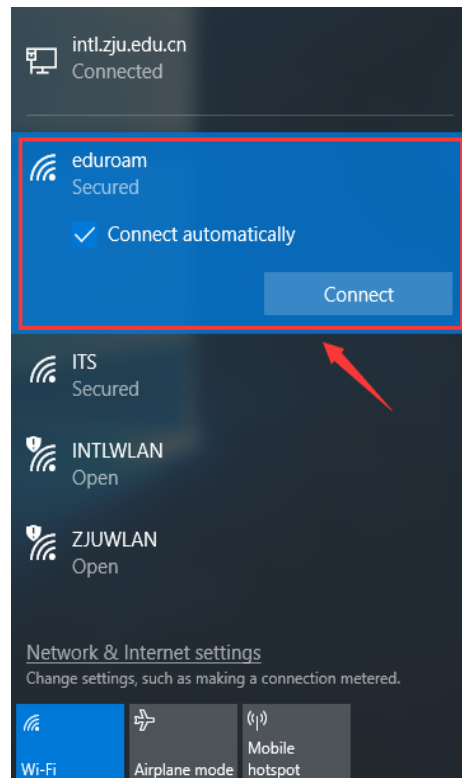 intl.zju.edu.cn
Connected
eduroam
Secured
Connect automatically
Connect
ITS
Secured
INTLWLAN
Open
ZJUWLAN
Open
Network & Internet settings
Change settings, such as making a connection metered.
Wi-Fi
Airplane mode
Mobile
hotspot